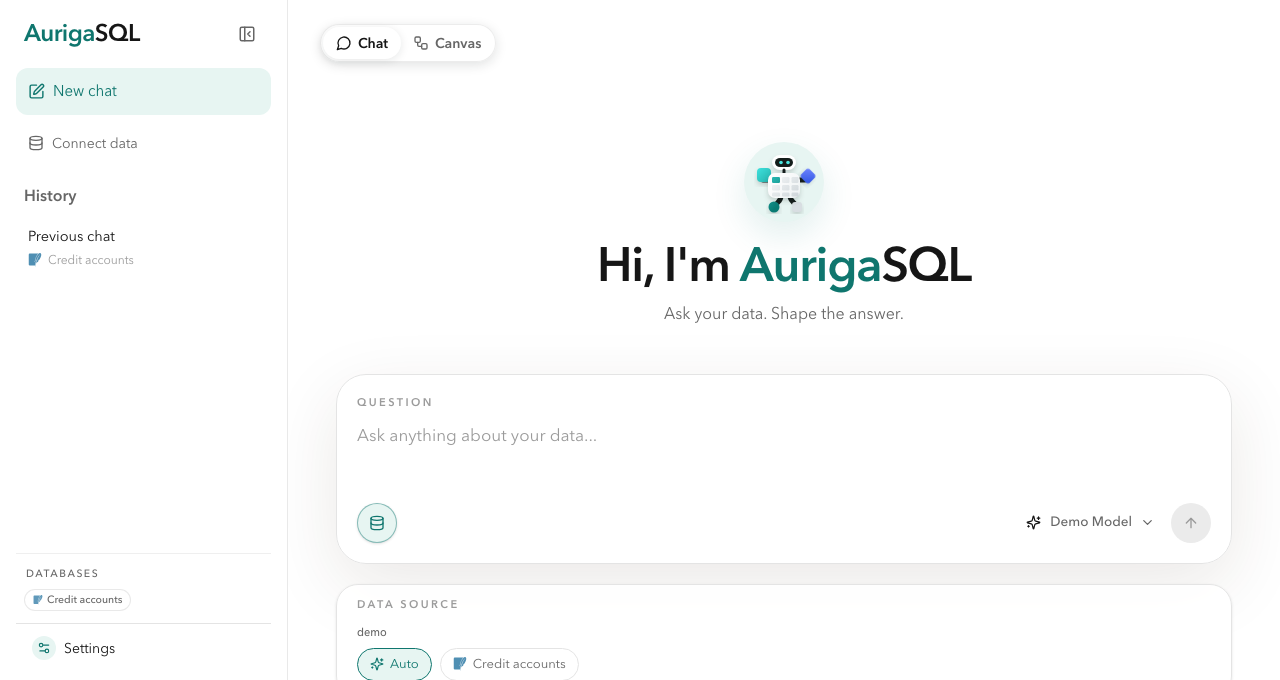 AurigaSQL
New chat
Connect data
History
Previous chat
Credit accounts
DATABASES
Credit accounts
Settings
Chat
Canvas
Hi, I'm AurigaSQL
Ask your data. Shape the answer.
QUESTION
Ask anything about your data...
Demo Model
DATA SOURCE
demo
Auto
Credit accounts